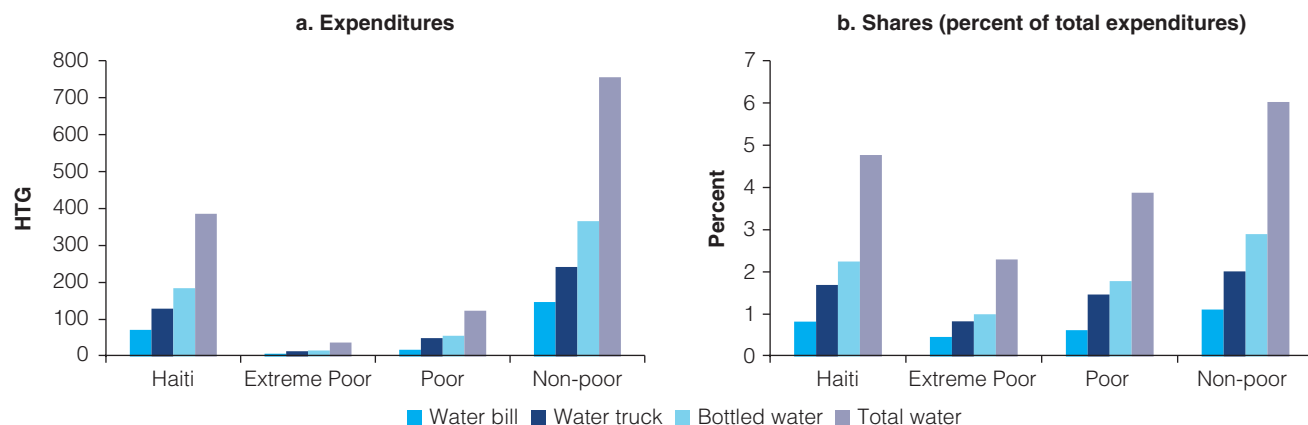 a. Expenditures
800
700
600
500
400
300
200
100
0
HTG
Haiti Extreme Poor Poor Non-poor
b. Shares (percent of total expenditures)
7
6
5
4
3
2
1
0
Percent
Haiti Extreme Poor Poor Non-poor
Water bill Water truck Bottled water Total water